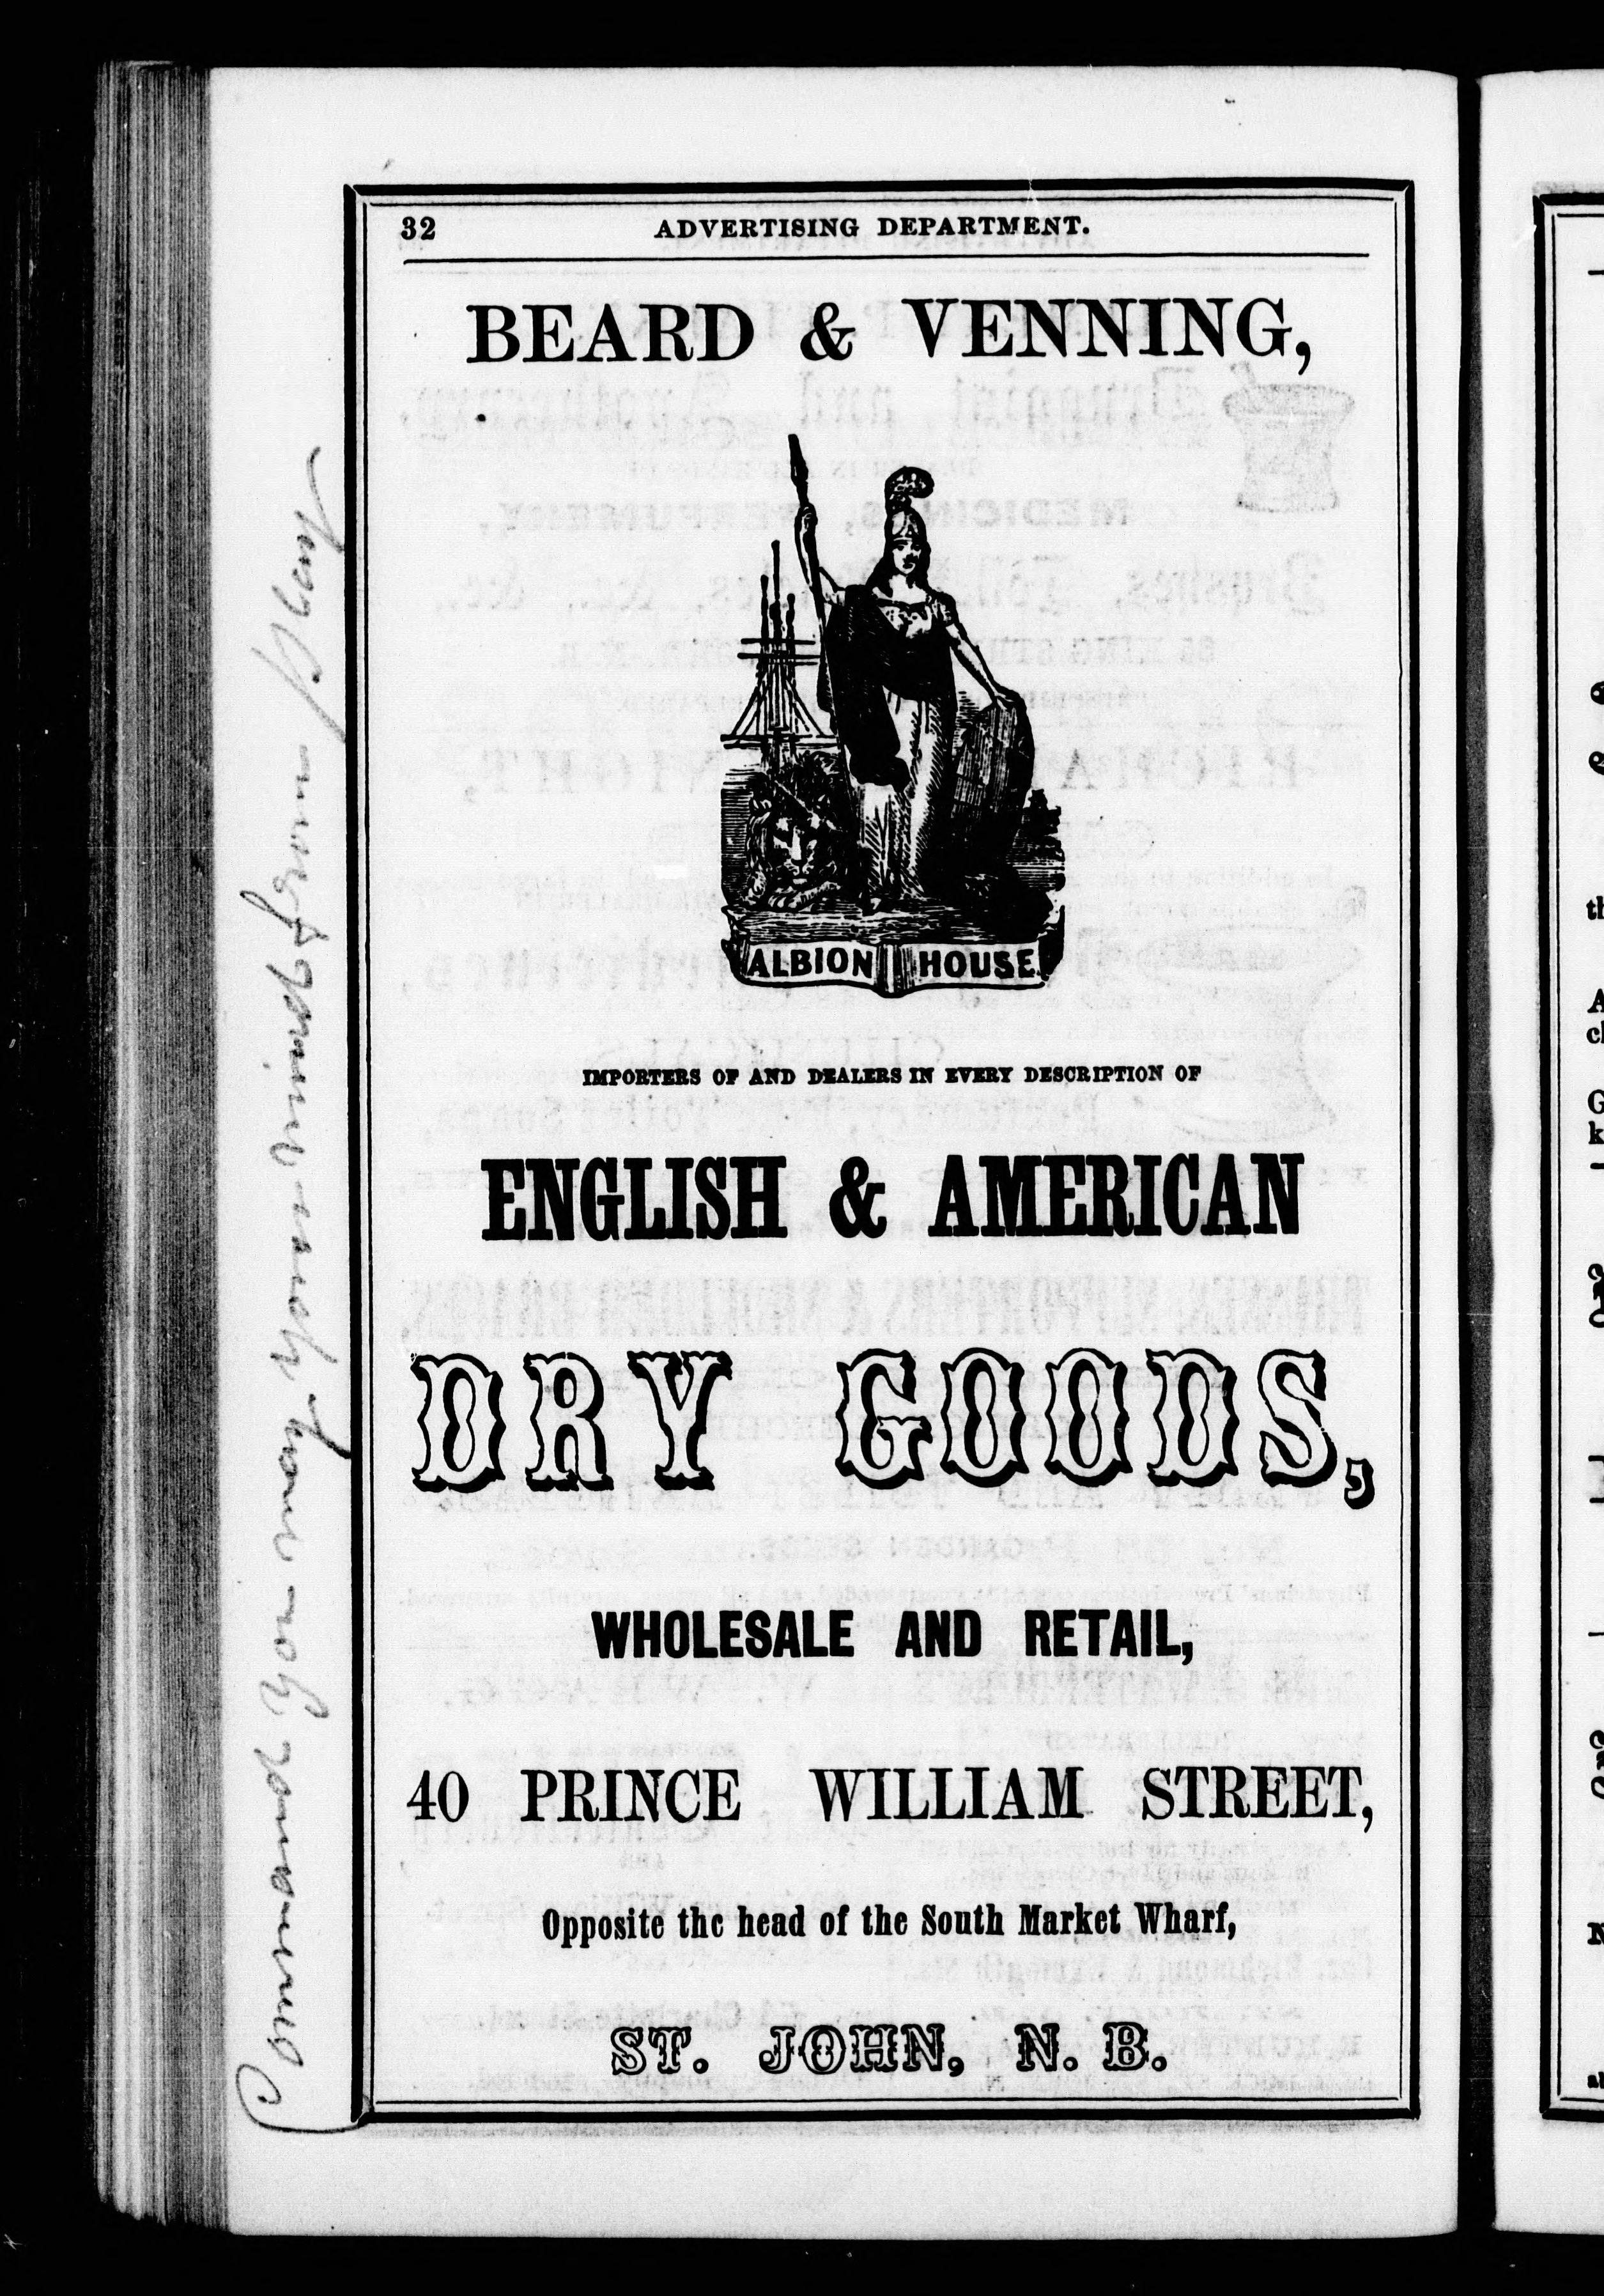 32 ADVERTISING DEPARTMENT.
BEARD & VENNING,
ALBION HOUSE
IMPORTERS OF AND DEALERS IN EVERY DESCRIPTION OF
ENGLISH & AMERICAN
DRY GOODS,
WHOLESALE AND RETAIL,
40 PRINCE WILLIAM STREET,
Opposite the head of the South Market Wharf,
ST. JOHN, N. B.
Command you may your mind from